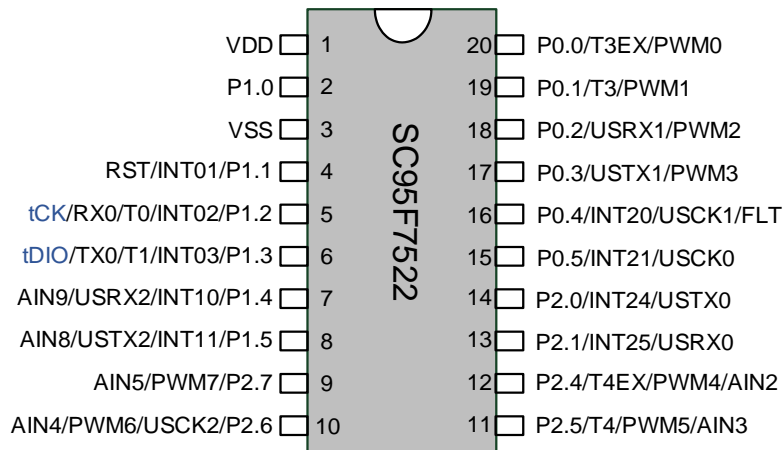 VDD 1 20 P0.0/T3EX/PWM0
P1.0 2 19 P0.1/T3/PWM1
VSS 3 18 P0.2/USRX1/PWM2
RST/INT01/P1.1 4 17 P0.3/USTX1/PWM3
tCK/RX0/T0/INT02/P1.2 5 16 P0.4/INT20/USCK1/FLT
tDIO/TX0/T1/INT03/P1.3 6 15 P0.5/INT21/USCK0
AIN9/USRX2/INT10/P1.4 7 14 P2.0/INT24/USTX0
AIN8/USTX2/INT11/P1.5 8 13 P2.1/INT25/USRX0
AIN5/PWM7/P2.7 9 12 P2.4/T4EX/PWM4/AIN2
AIN4/PWM6/USCK2/P2.6 10 11 P2.5/T4/PWM5/AIN3
SC95F7522